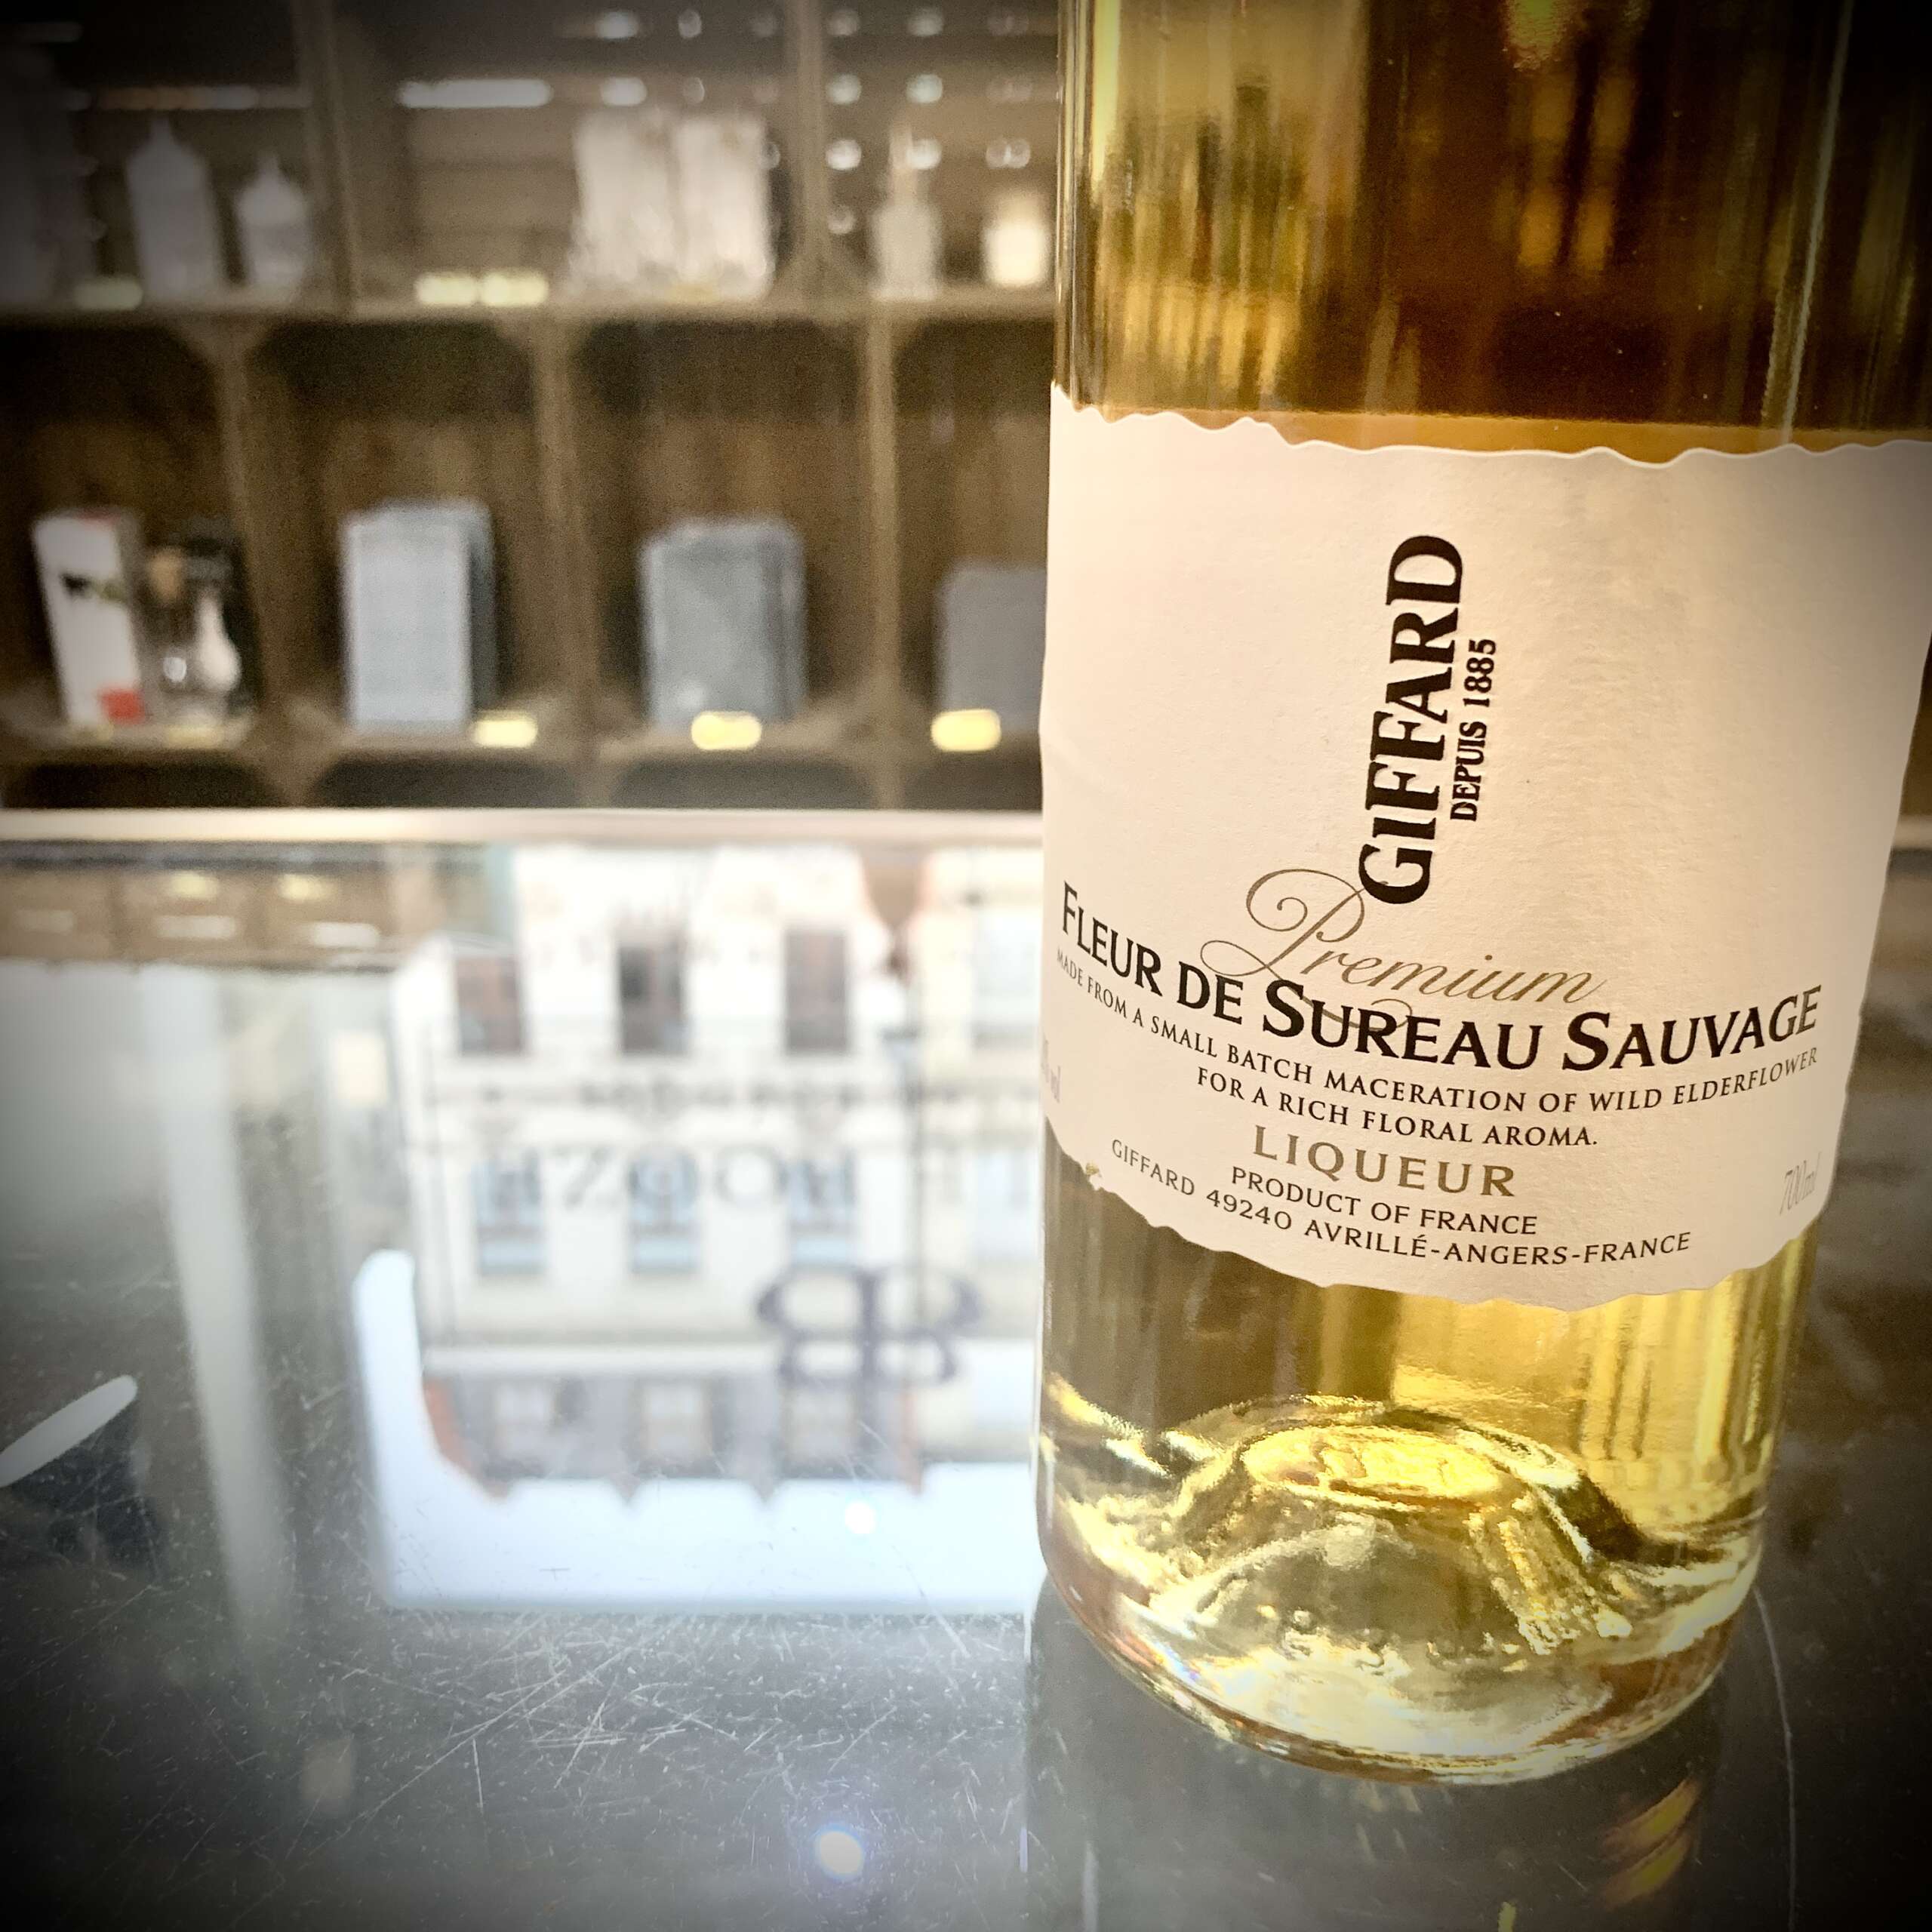 GIFFARD
DEPUIS 1885
Premium
FLEUR DE SUREAU SAUVAGE
MADE FROM A SMALL BATCH MACERATION OF WILD ELDERFLOWER
FOR A RICH FLORAL AROMA.
LIQUEUR
PRODUCT OF FRANCE
GIFFARD 49240 AVRILLÉ-ANGERS-FRANCE
700ml